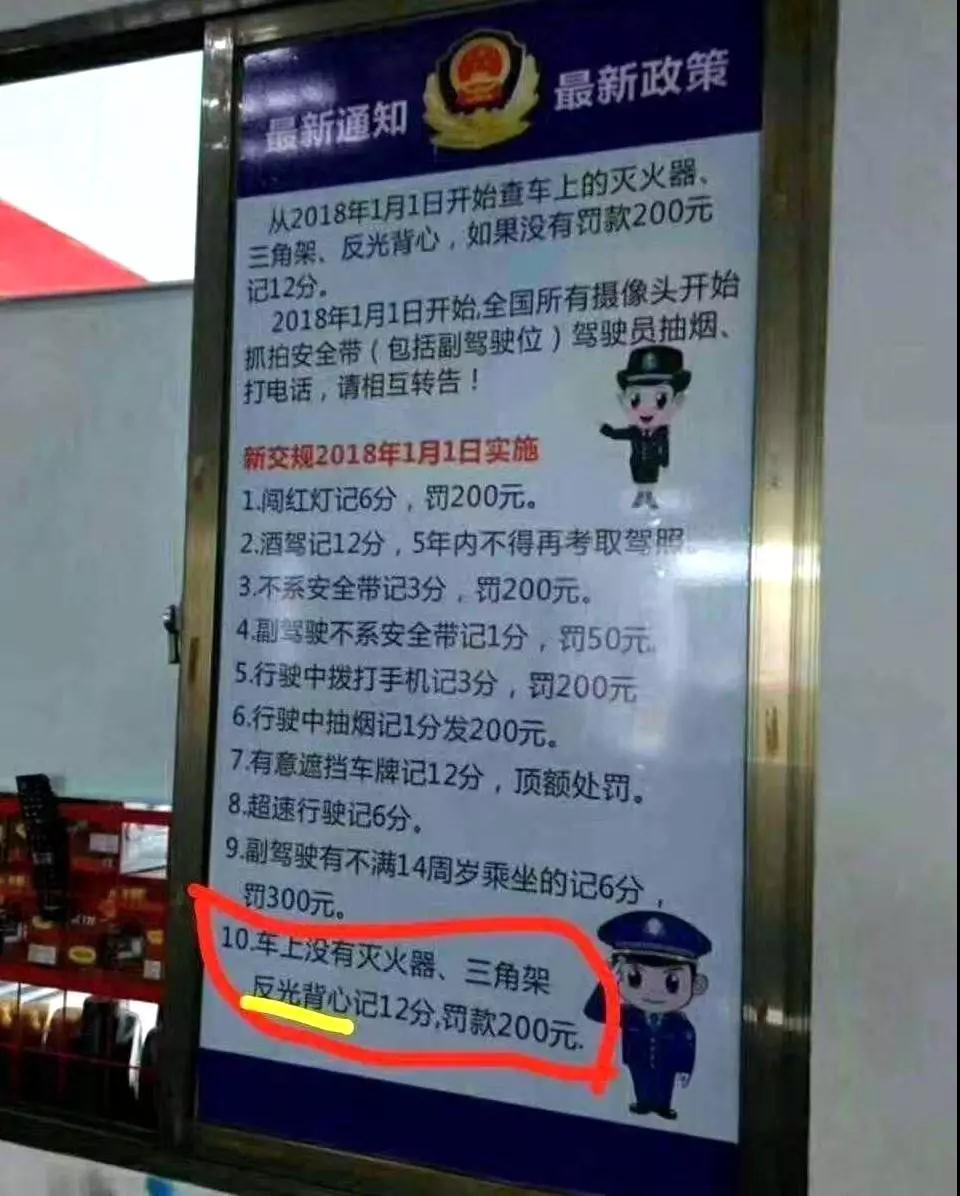 最新通知 最新政策
从2018年1月1日开始查车上的灭火器、
三角架、反光背心，如果没有罚款200元
记12分。
2018年1月1日开始,全国所有摄像头开始
抓拍安全带（包括副驾驶位）驾驶员抽烟、
打电话，请相互转告！
新交规2018年1月1日实施
1.闯红灯记6分，罚200元。
2.酒驾记12分，5年内不得再考取驾照。
3.不系安全带记3分，罚200元。
4.副驾驶不系安全带记1分，罚50元。
5.行驶中拨打手机记3分，罚200元
6.行驶中抽烟记1分发200元。
7.有意遮挡车牌记12分，顶额处罚。
8.超速行驶记6分。
9.副驾驶有不满14周岁乘坐的记6分，
罚300元。
10.车上没有灭火器、三角架
反光背心记12分,罚款200元.